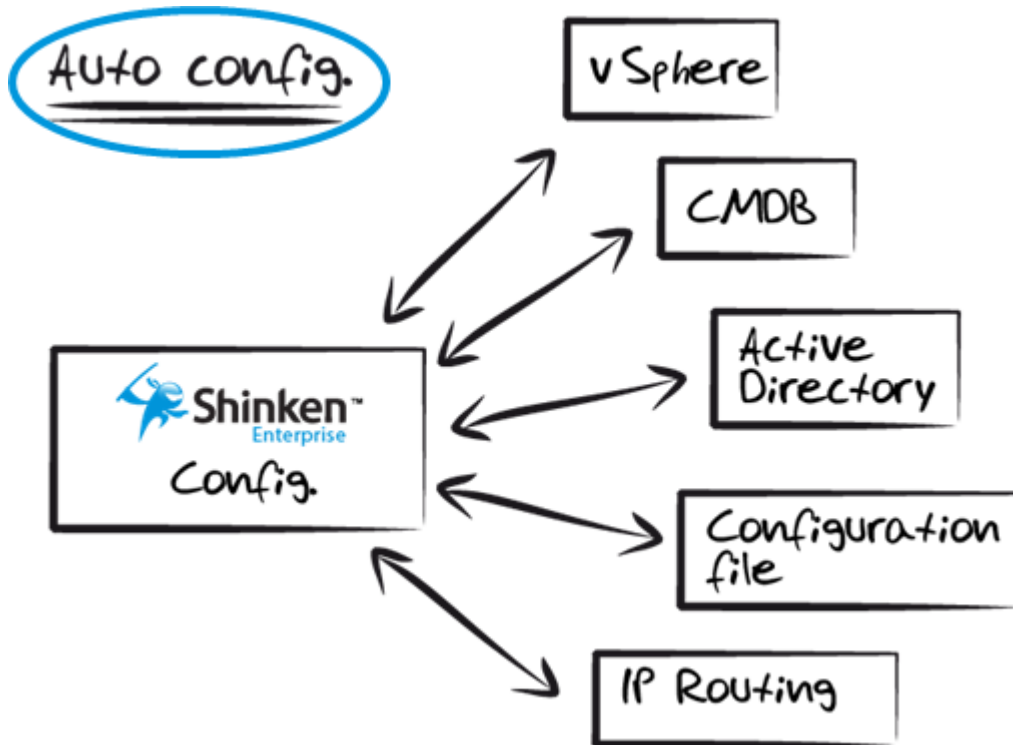 Auto config.
vSphere
CMDB
Active
Directory
Shinken™
Enterprise
Config.
Configuration
file
IP Routing